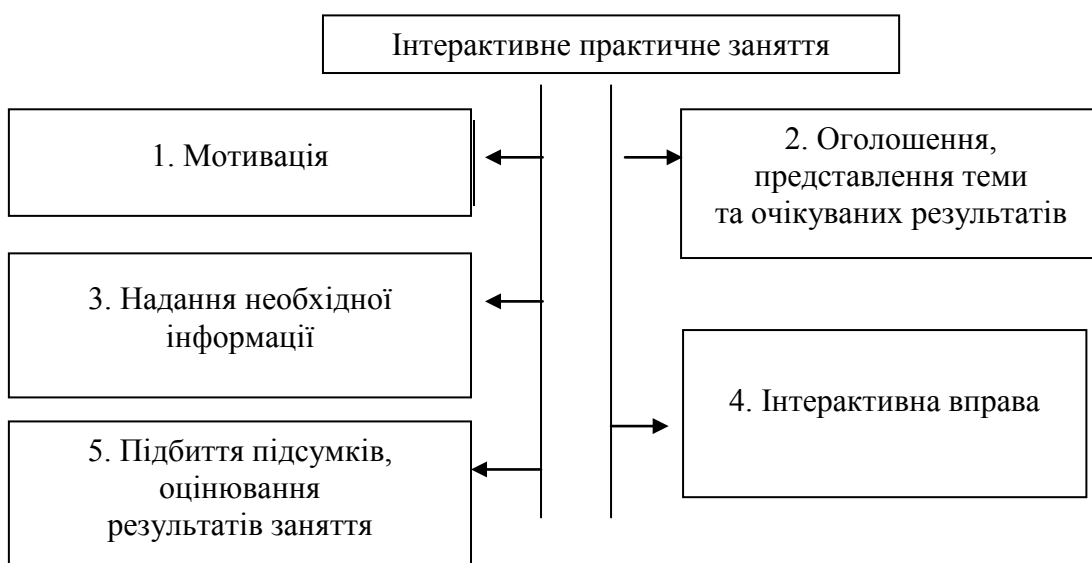 Інтерактивне практичне заняття
1. Мотивація
2. Оголошення,
представлення теми
та очікуваних результатів
3. Надання необхідної
інформації
4. Інтерактивна вправа
5. Підбиття підсумків,
оцінювання
результатів заняття